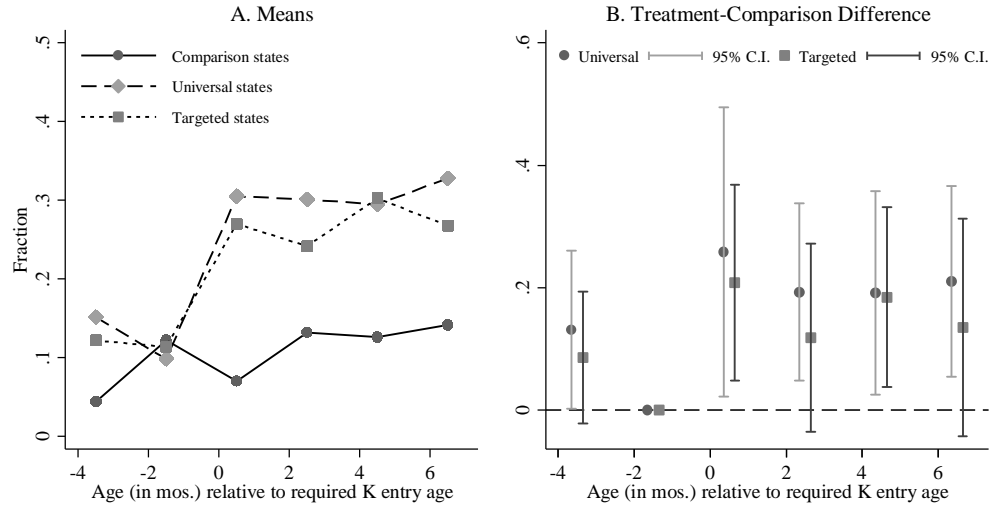 A. Means
.5
.4
.3
.2
.1
0
Fraction
Comparison states
Universal states
Targeted states
-4 -2 0 2 4 6
Age (in mos.) relative to required K entry age
B. Treatment-Comparison Difference
.6
.4
.2
0
Universal 95% C.I. Targeted 95% C.I.
-4 -2 0 2 4 6
Age (in mos.) relative to required K entry age